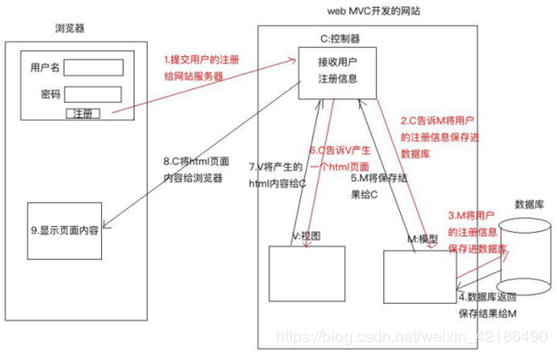 web MVC开发的网站
浏览器
C:控制器
用户名
密码
注册
1.提交用户的注册
给网站服务器
接收用户
注册信息
2.C告诉M将用户
的注册信息保存进
数据库
8.C将html页面
内容给浏览器
7.V将产生的
html内容给C
6.C告诉V产生
一个html页面
5.M将保存结
果给C
数据库
3.M将用户
的注册信息
保存进数据库
9.显示页面内容
V:视图
M:模型
4.数据库返回
保存结果给M
https://blog.csdn.net/weixin_42186490